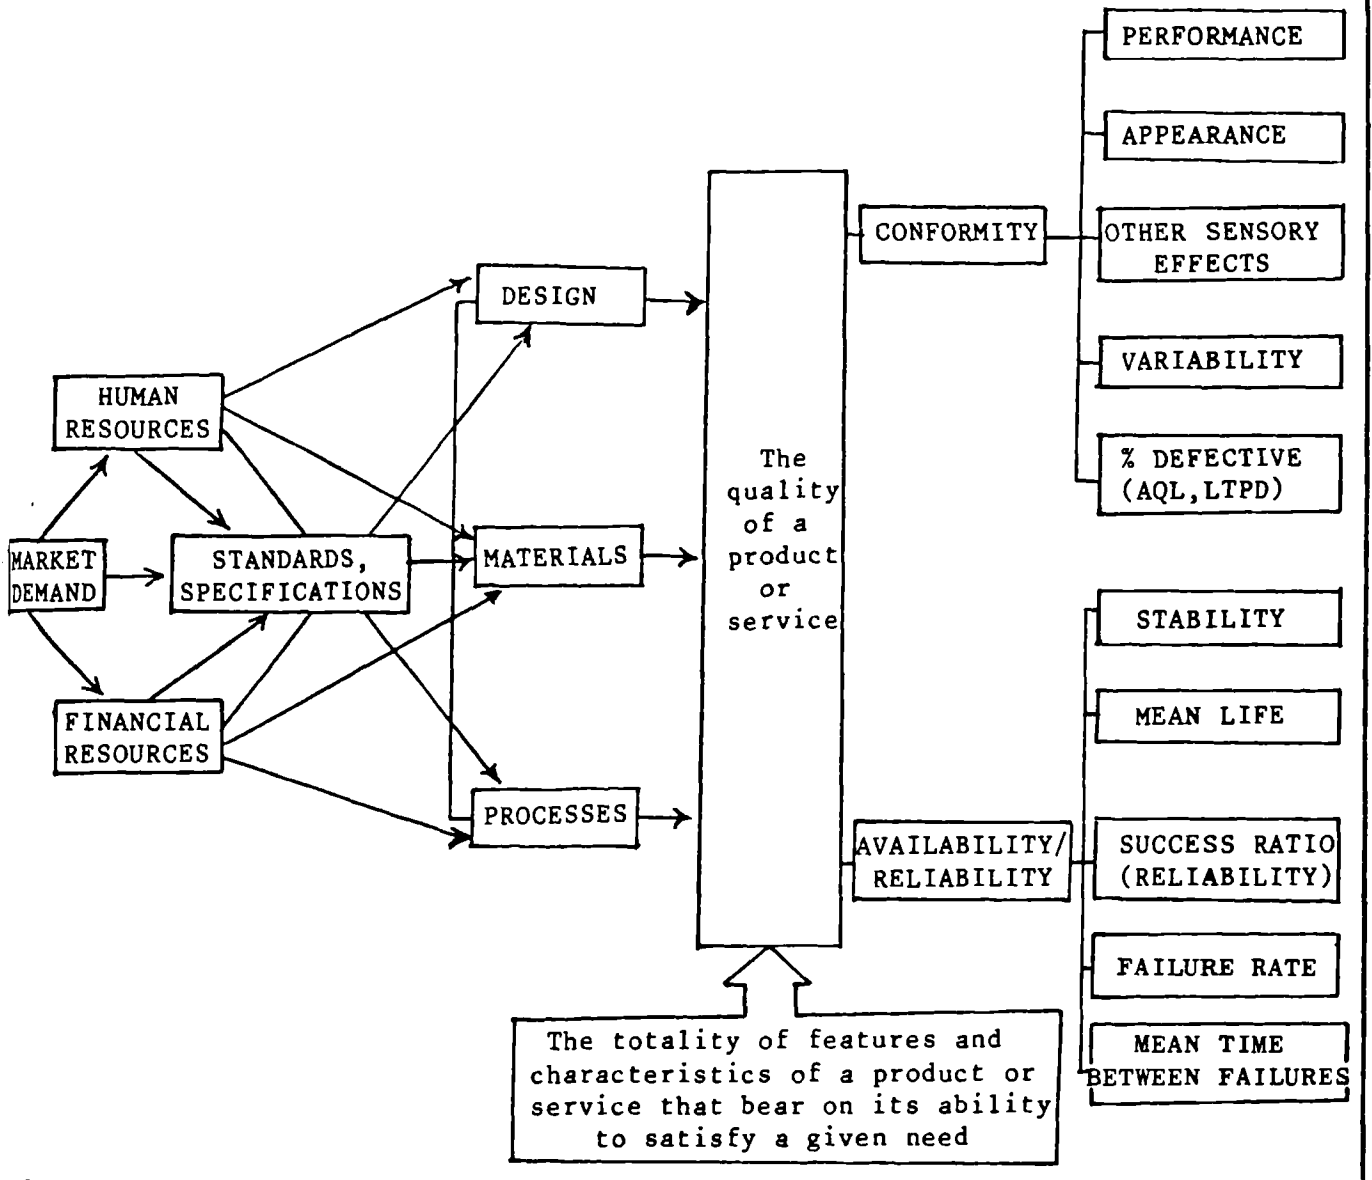 MARKET
DEMAND
HUMAN
RESOURCES
STANDARDS,
SPECIFICATIONS
FINANCIAL
RESOURCES
DESIGN
MATERIALS
PROCESSES
The
quality
of a
product
or
service
The totality of features and
characteristics of a product or
service that bear on its ability
to satisfy a given need
CONFORMITY
PERFORMANCE
APPEARANCE
OTHER SENSORY
EFFECTS
VARIABILITY
% DEFECTIVE
(AQL,LTPD)
AVAILABILITY/
RELIABILITY
STABILITY
MEAN LIFE
SUCCESS RATIO
(RELIABILITY)
FAILURE RATE
MEAN TIME
BETWEEN FAILURES